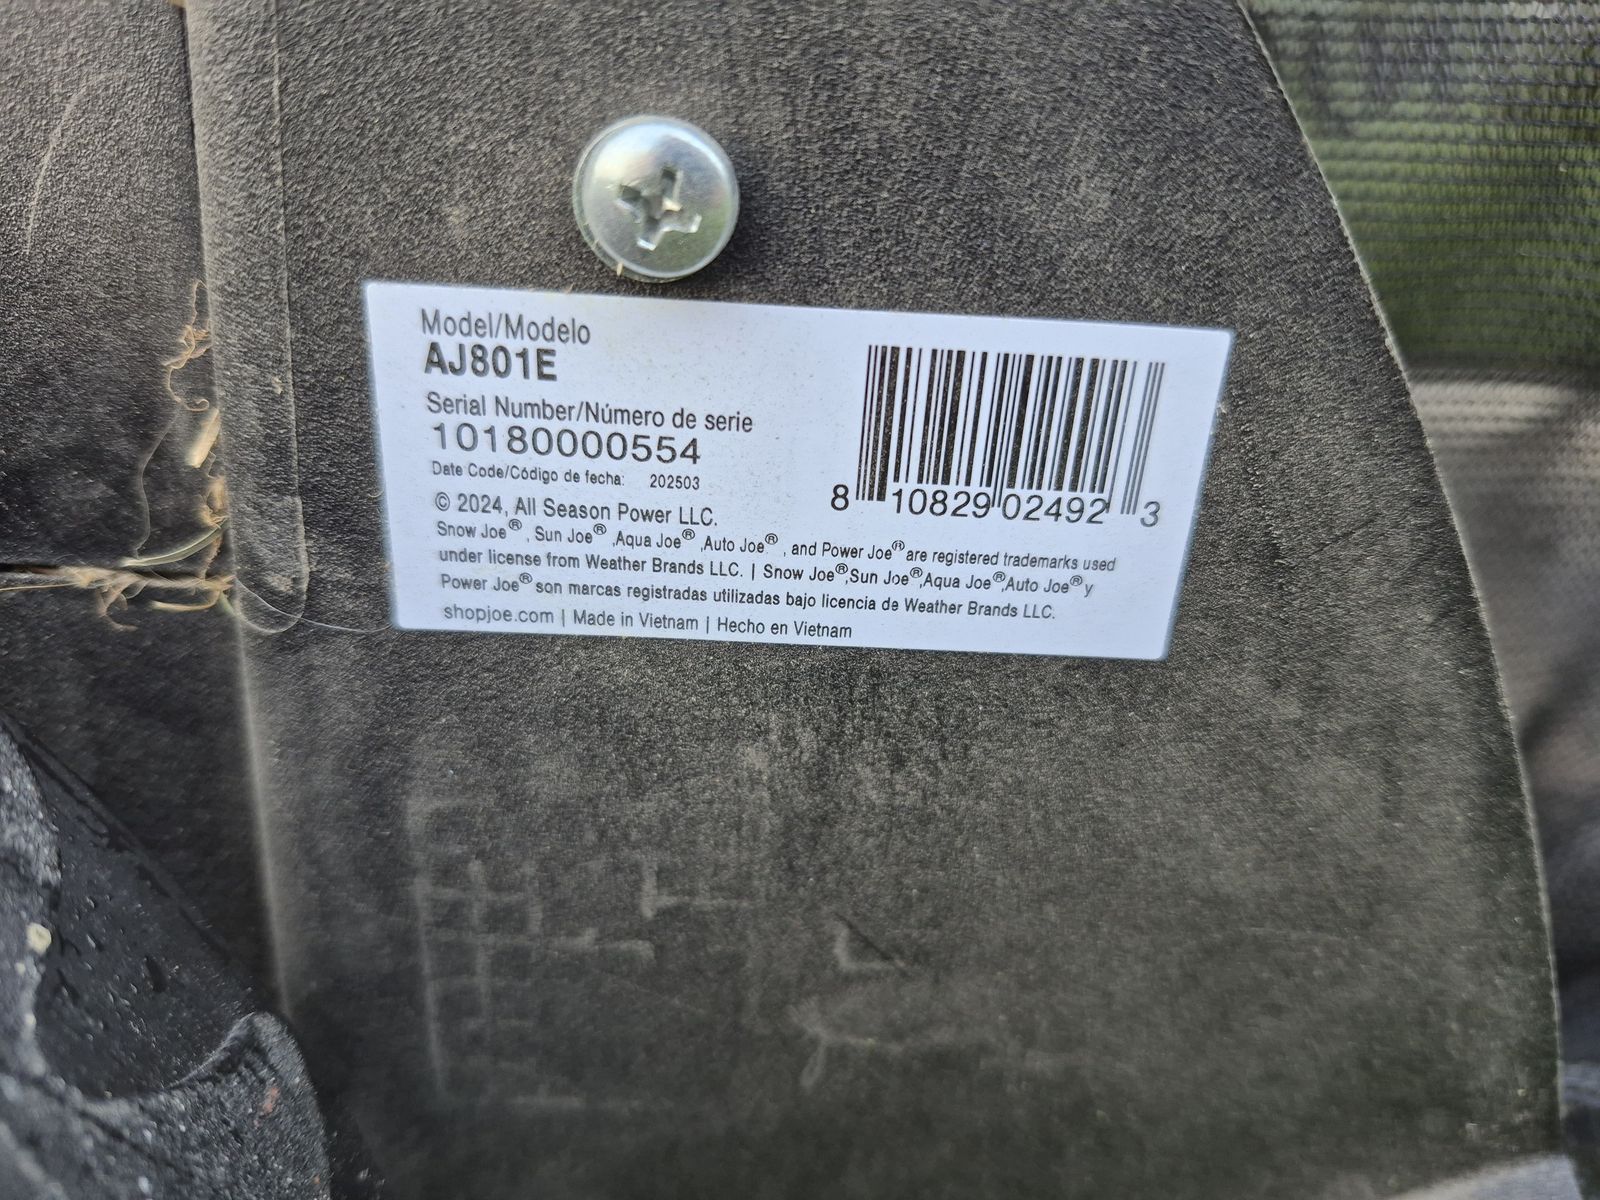 Model/Modelo
AJ801E
Serial Number/Número de serie
10180000554
Date Code/Código de fecha: 202503
© 2024, All Season Power LLC.
Snow Joe®, Sun Joe® ,Aqua Joe® ,Auto Joe® , and Power Joe® are registered trademarks used
under license from Weather Brands LLC. | Snow Joe®,Sun Joe®,Aqua Joe®,Auto Joe® y
Power Joe® son marcas registradas utilizadas bajo licencia de Weather Brands LLC.
shopjoe.com | Made in Vietnam | Hecho en Vietnam
8 10829 02492 3